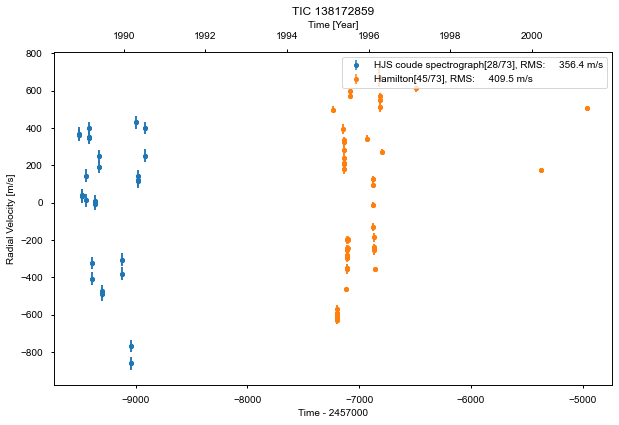 TIC 138172859
Time [Year]
1990 1992 1994 1996 1998 2000
HJS coude spectrograph[28/73], RMS: 356.4 m/s
Hamilton[45/73], RMS: 409.5 m/s
Radial Velocity [m/s]
800
600
400
200
0
−200
−400
−600
−800
−9000 −8000 −7000 −6000 −5000
Time - 2457000